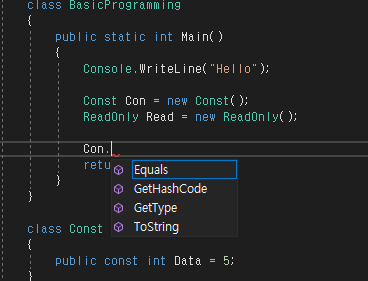 class BasicProgramming
{
public static int Main()
{
Console.WriteLine("Hello");
Const Con = new Const();
ReadOnly Read = new ReadOnly();
Con.
retu
}
}
Equals
GetHashCode
GetType
ToString
class Const
{
public const int Data = 5;
}